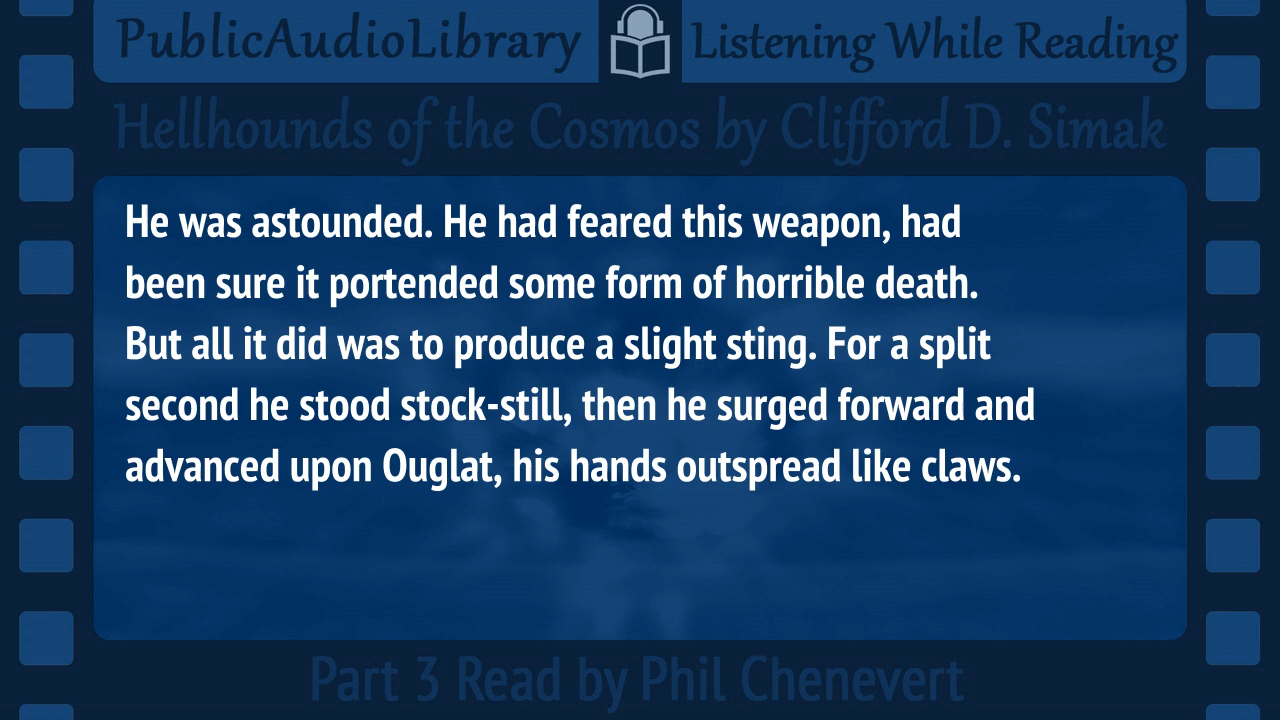 PublicAudioLibrary Listening While Reading
Hellhounds of the Cosmos by Clifford D. Simak
He was astounded. He had feared this weapon, had
been sure it portended some form of horrible death.
But all it did was to produce a slight sting. For a split
second he stood stock-still, then he surged forward and
advanced upon Ouglat, his hands outspread like claws.
Part 3 Read by Phil Chenevert